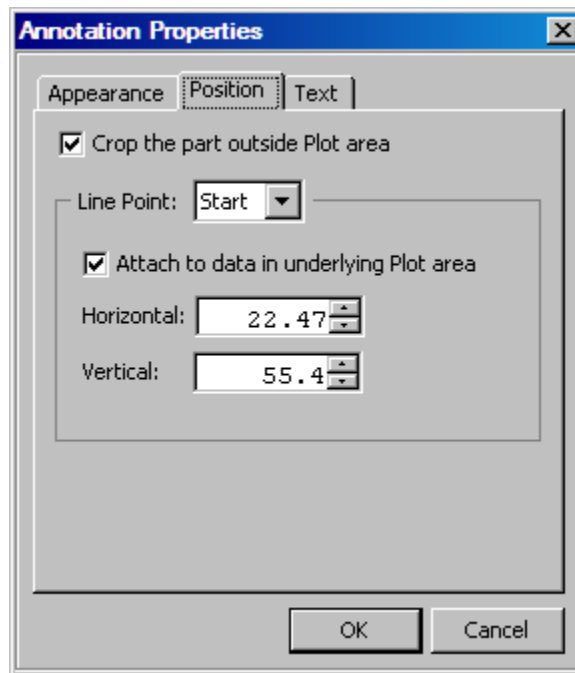 Annotation Properties
Appearance Position Text
Crop the part outside Plot area
Line Point: Start
Attach to data in underlying Plot area
Horizontal: 22.47
Vertical: 55.4
OK Cancel